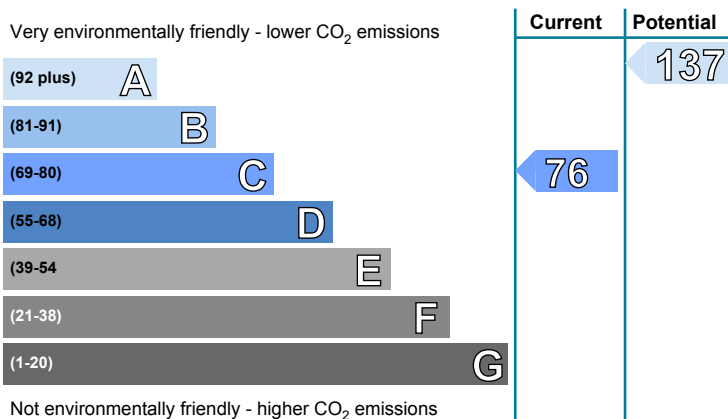 Very environmentally friendly - lower CO₂ emissions
Current
Potential
(92 plus) A
137
(81-91) B
(69-80) C
76
(55-68) D
(39-54 E
(21-38) F
(1-20) G
Not environmentally friendly - higher CO₂ emissions